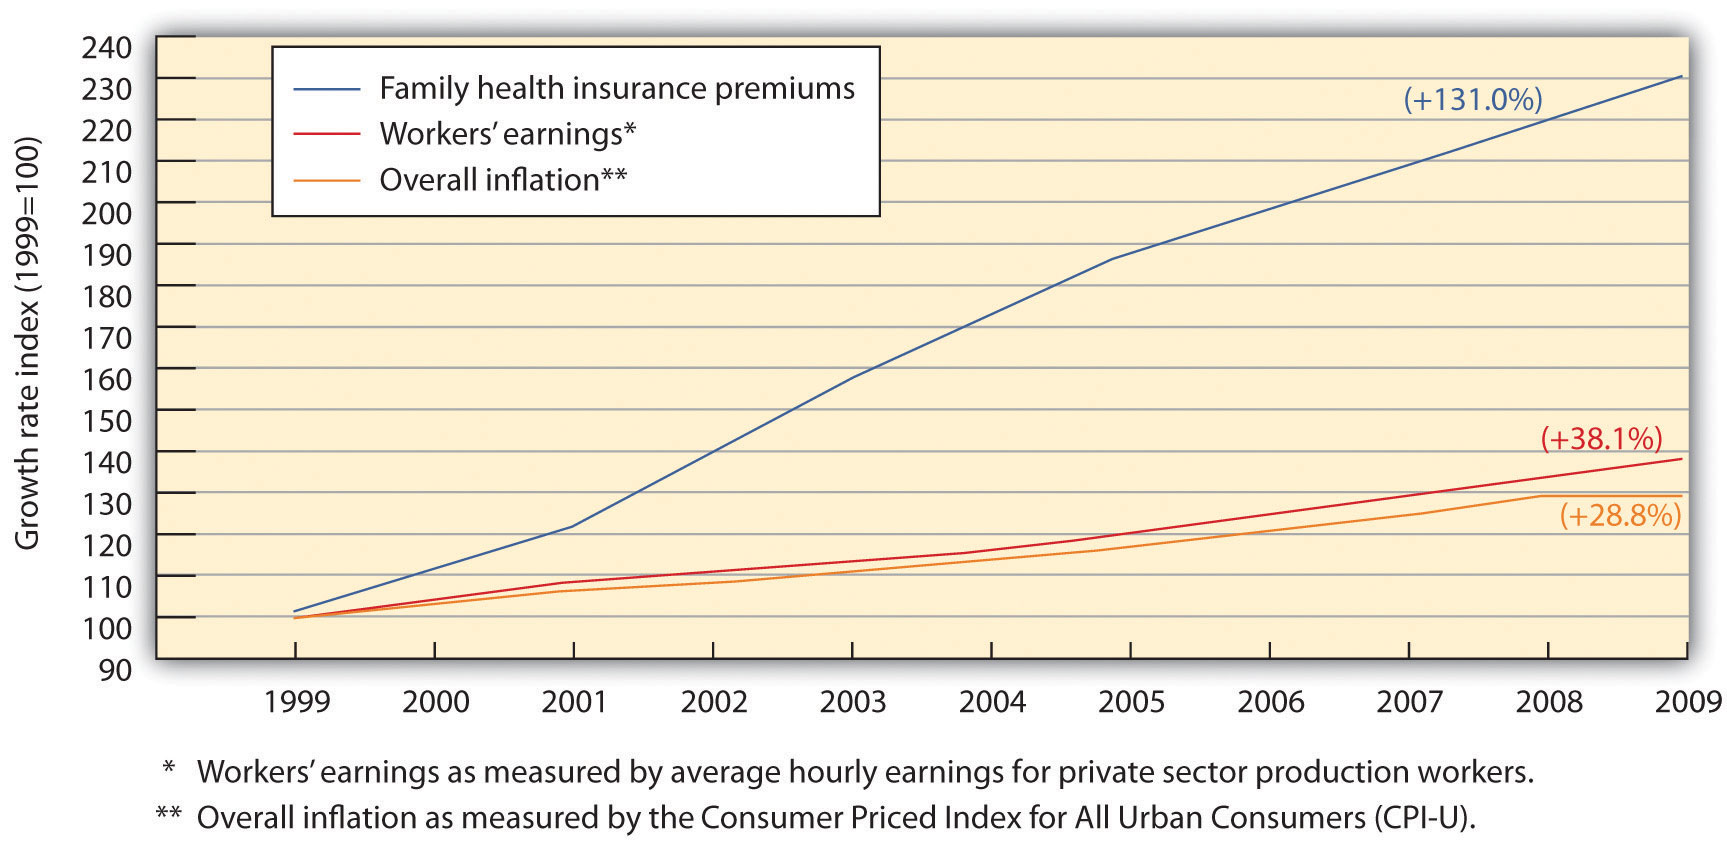 Growth rate index (1999=100)
240
230
220
210
200
190
180
170
160
150
140
130
120
110
100
90
Family health insurance premiums
Workers’ earnings*
Overall inflation**
(+131.0%)
(+38.1%)
(+28.8%)
1999 2000 2001 2002 2003 2004 2005 2006 2007 2008 2009
* Workers’ earnings as measured by average hourly earnings for private sector production workers.
** Overall inflation as measured by the Consumer Priced Index for All Urban Consumers (CPI-U).